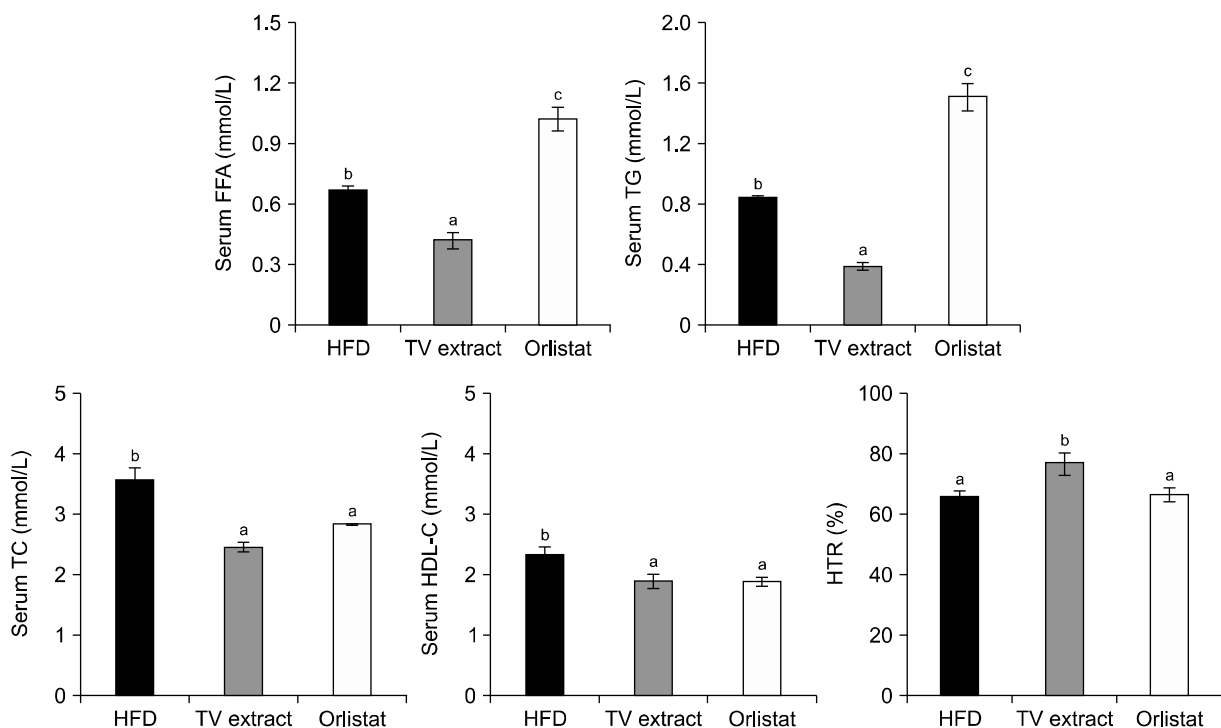 Serum FFA (mmol/L)
1.5
1.2
0.9
0.6
0.3
0
b
a
c
HFD
TV extract
Orlistat
Serum TG (mmol/L)
2.0
1.6
1.2
0.8
0.4
0
b
a
c
HFD
TV extract
Orlistat
Serum TC (mmol/L)
5
4
3
2
1
0
b
a
a
HFD
TV extract
Orlistat
Serum HDL-C (mmol/L)
5
4
3
2
1
0
b
a
a
HFD
TV extract
Orlistat
HTR (%)
100
80
60
40
20
0
a
b
a
HFD
TV extract
Orlistat